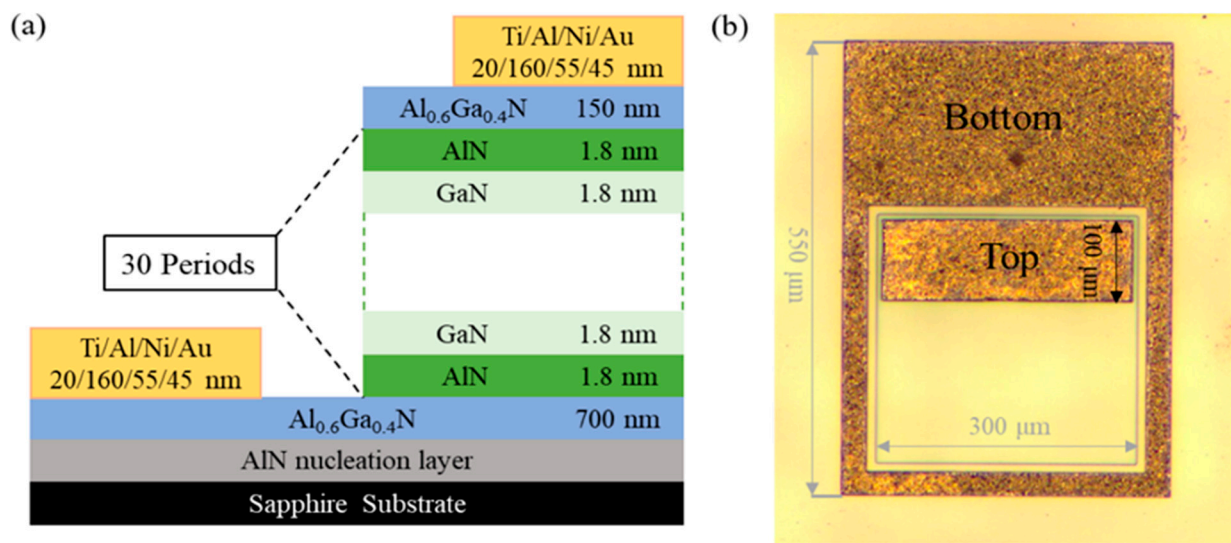 (a)
Ti/Al/Ni/Au
20/160/55/45 nm
Al0.6Ga0.4N 150 nm
AlN 1.8 nm
GaN 1.8 nm
30 Periods
GaN 1.8 nm
Ti/Al/Ni/Au
20/160/55/45 nm
AlN 1.8 nm
Al0.6Ga0.4N 700 nm
AlN nucleation layer
Sapphire Substrate
(b)
Bottom
550 μm
Top
100 μm
300 μm